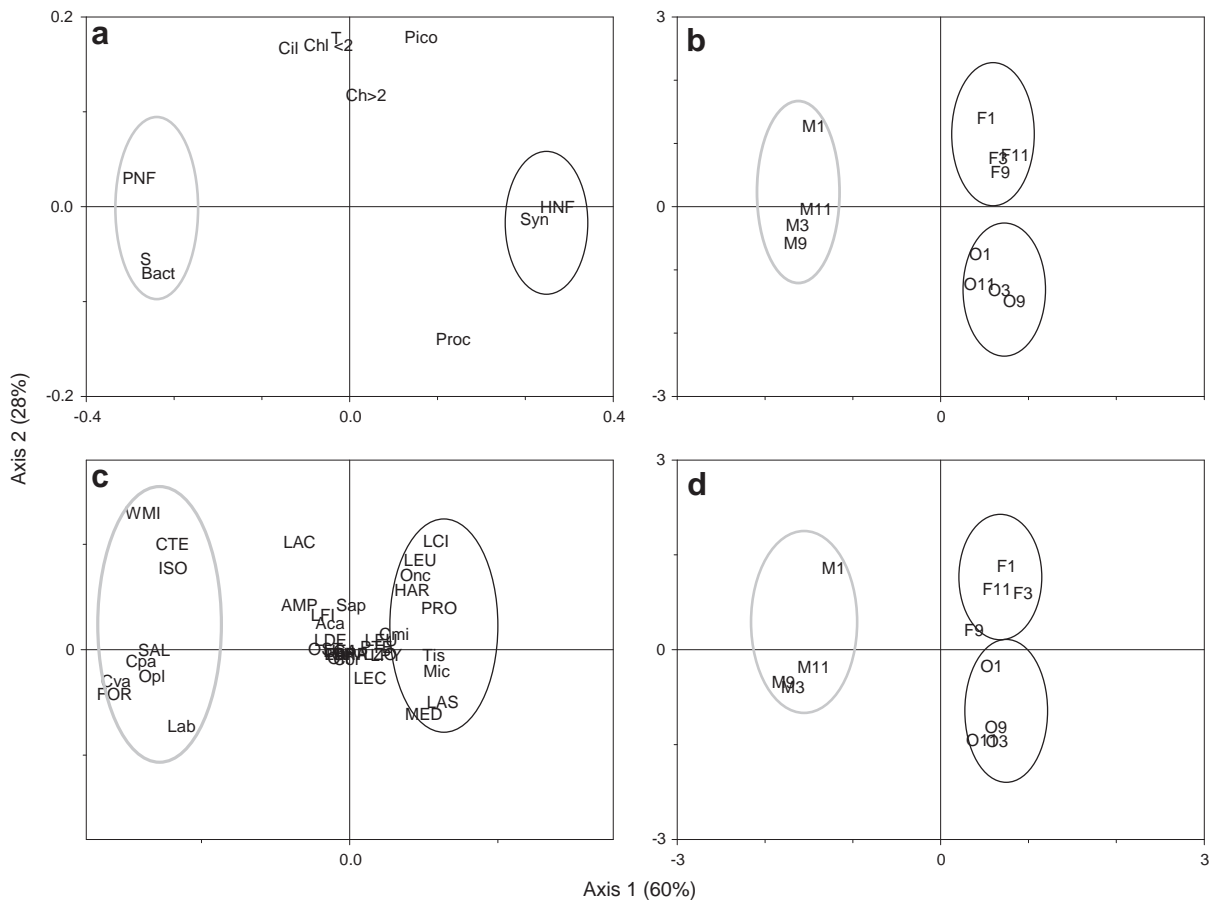 a
T
Cil Chl <2
Pico
Ch>2
PNF
HNF
Syn
S
Bact
Proc
0.2
0.0
-0.2
-0.4
0.0
0.4
b
M1
F1
F3
F11
F9
M11
M3
M9
O1
O11
O3
O9
3
0
-3
0
Axis 2 (28%)
c
WMI
CTE
ISO
LAC
LCI
LEU
Onc
HAR
PRO
AMP
Sap
LFI
Aca
Cmi
LDE
SAL
Cpa
Opl
Cva
FOR
Lab
Tis
Mic
LEC
LAS
MED
0
0.0
d
M1
F1
F11
F3
F9
M11
M9
M3
O1
O9
O11
O3
3
0
-3
-3
0
3
Axis 1 (60%)